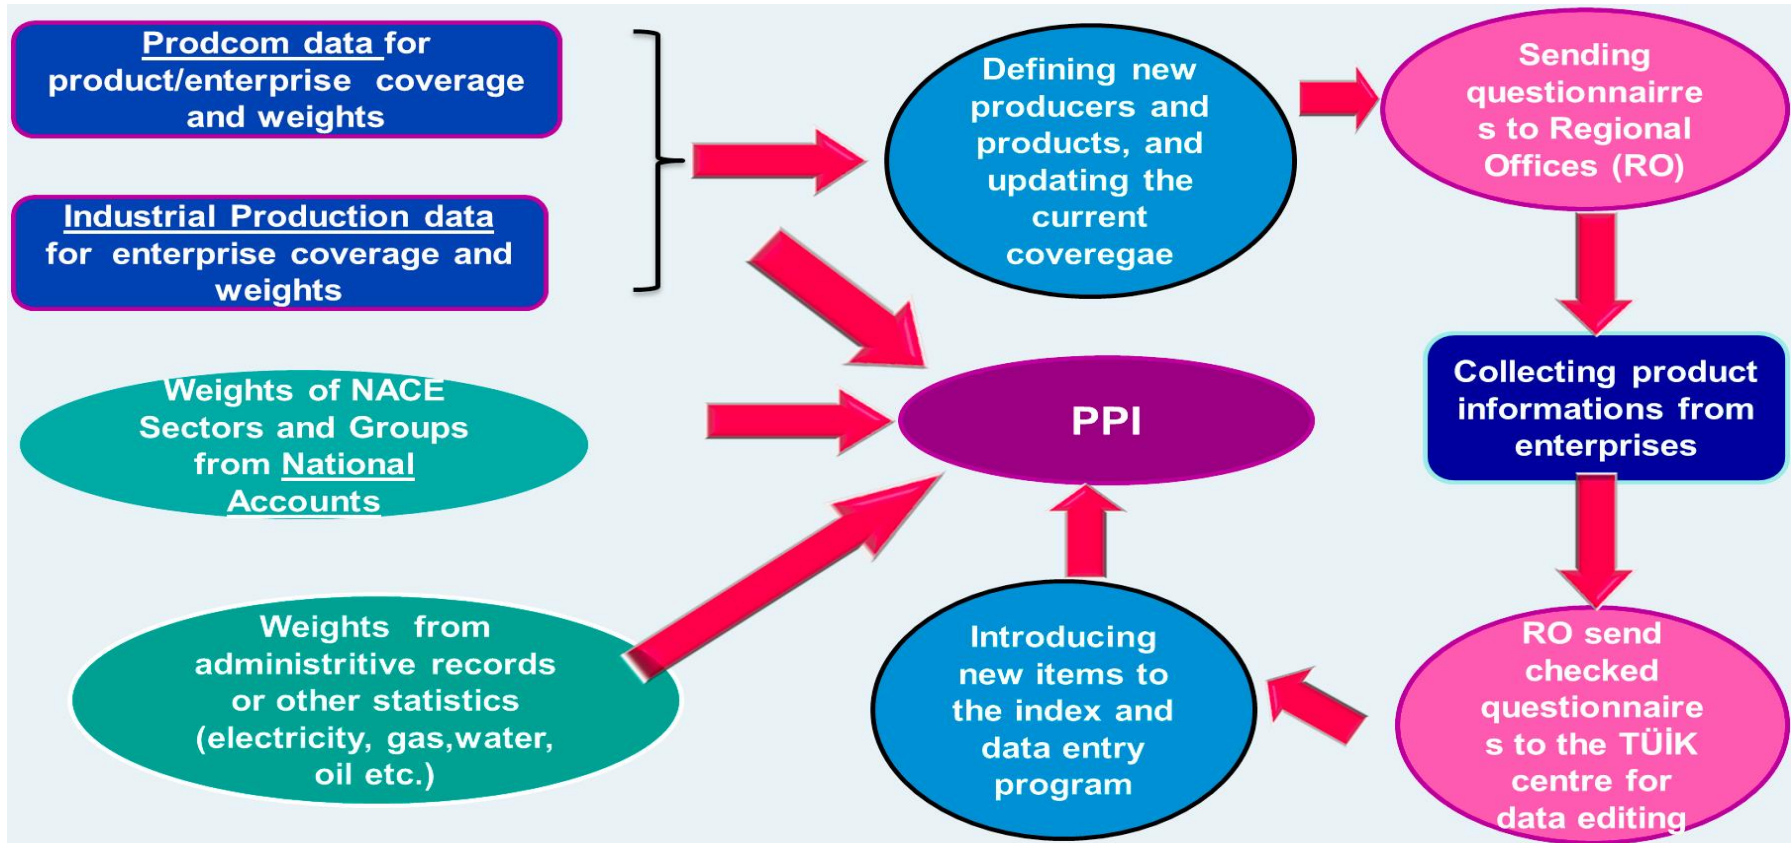 Prodcom data for
product/enterprise coverage
and weights
Industrial Production data
for enterprise coverage and
weights
Weights of NACE
Sectors and Groups
from National
Accounts
Weights from
administritive records
or other statistics
(electricity, gas,water,
oil etc.)
Defining new
producers and
products, and
updating the
current
coveregae
PPI
Introducing
new items to
the index and
data entry
program
Sending
questionnairre
s to Regional
Offices (RO)
Collecting product
informations from
enterprises
RO send
checked
questionnaire
s to the TÜİK
centre for
data editing